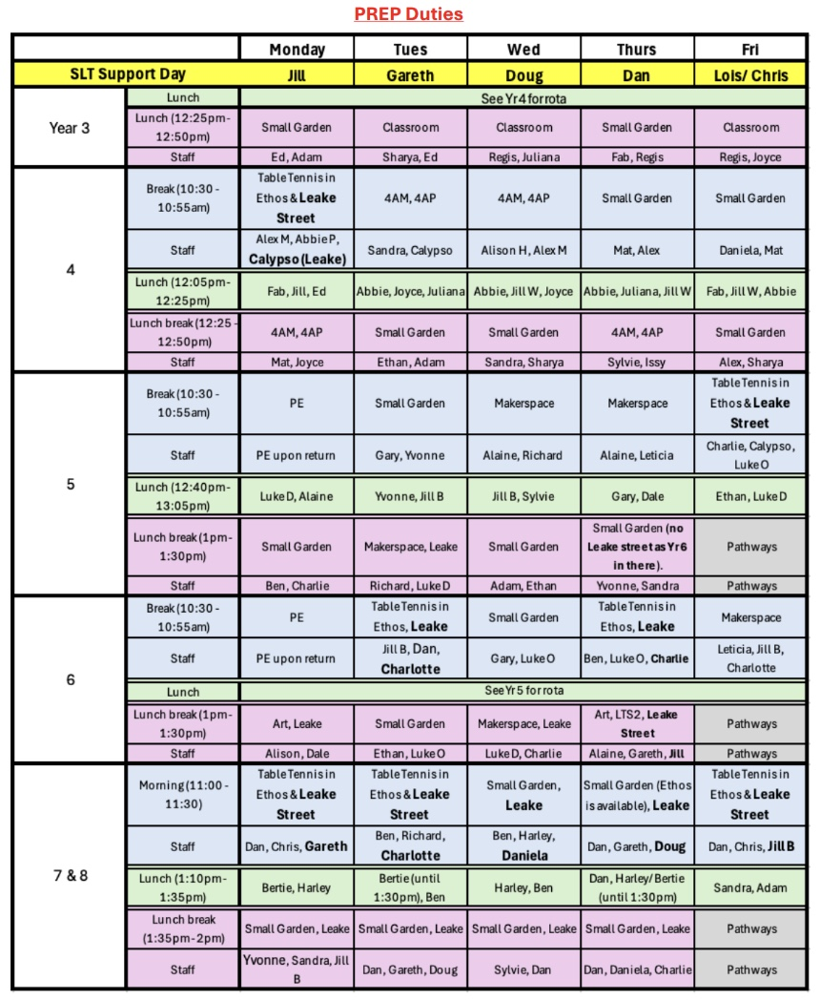 PREP Duties
Monday Tues Wed Thurs Fri
SLT Support Day Jill Gareth Doug Dan Lois/ Chris
Year 3
Lunch See Yr 4 for rota
Lunch (12:25pm- 12:50pm) Small Garden Classroom Classroom Small Garden Classroom
Staff Ed, Adam Sharya, Ed Regis, Juliana Fab, Regis Regis, Joyce
4
Break (10:30 - 10:55am) Table Tennis in Ethos & Leake Street 4AM, 4AP 4AM, 4AP Small Garden Small Garden
Staff Alex M, Abbie P, Calypso (Leake) Sandra, Calypso Alison H, Alex M Mat, Alex Daniela, Mat
Lunch (12:05pm- 12:25pm) Fab, Jill, Ed Abbie, Joyce, Juliana Abbie, Jill W, Joyce Abbie, Juliana, Jill W Fab, Jill W, Abbie
Lunch break (12:25 - 12:50pm) 4AM, 4AP Small Garden Small Garden 4AM, 4AP Small Garden
Staff Mat, Joyce Ethan, Adam Sandra, Sharya Sylvie, Issy Alex, Sharya
5
Break (10:30 - 10:55am) PE Small Garden Makerspace Makerspace Table Tennis in Ethos & Leake Street
Staff PE upon return Gary, Yvonne Alaine, Richard Alaine, Leticia Charlie, Calypso, Luke O
Lunch (12:40pm- 13:05pm) Luke D, Alaine Yvonne, Jill B Jill B, Sylvie Gary, Dale Ethan, Luke D
Lunch break (1pm- 1:30pm) Small Garden Makerspace, Leake Small Garden Small Garden (no Leake street as Yr6 in there). Pathways
Staff Ben, Charlie Richard, Luke D Adam, Ethan Yvonne, Sandra Pathways
6
Break (10:30 - 10:55am) PE Table Tennis in Ethos, Leake Small Garden Table Tennis in Ethos, Leake Makerspace
Staff PE upon return Jill B, Dan, Charlotte Gary, Luke O Ben, Luke O, Charlie Leticia, Jill B, Charlotte
Lunch See Yr 5 for rota
Lunch break (1pm- 1:30pm) Art, Leake Small Garden Makerspace, Leake Art, LTS2, Leake Street Pathways
Staff Alison, Dale Ethan, Luke O Luke D, Charlie Alaine, Gareth, Jill Pathways
7 & 8
Morning (11:00 - 11:30) Table Tennis in Ethos & Leake Street Table Tennis in Ethos & Leake Street Small Garden, Leake Small Garden (Ethos is available), Leake Table Tennis in Ethos & Leake Street
Staff Dan, Chris, Gareth Ben, Richard, Charlotte Ben, Harley, Daniela Dan, Gareth, Doug Dan, Chris, Jill B
Lunch (1:10pm- 1:35pm) Bertie, Harley Bertie (until 1:30pm), Ben Harley, Ben Dan, Harley/ Bertie (until 1:30pm) Sandra, Adam
Lunch break (1:35pm-2pm) Small Garden, Leake Small Garden, Leake Small Garden, Leake Small Garden, Leake Pathways
Staff Yvonne, Sandra, Jill B Dan, Gareth, Doug Sylvie, Dan Dan, Daniela, Charlie Pathways